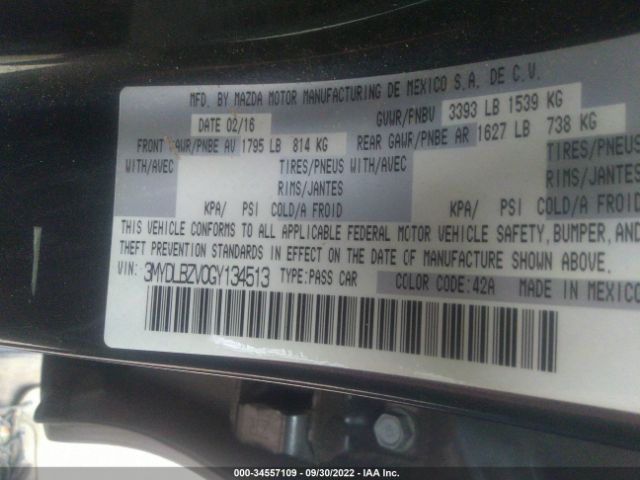 MFD. BY MAZDA MOTOR MANUFACTURING DE MEXICO S.A. DE C.V.
DATE 02/16 GVWR/PNBV 3393 LB 1539 KG
FRONT GAWR/PNBE AV 1795 LB 814 KG REAR GAWR/PNBE AR 1627 LB 738 KG
WITH/AVEC TIRES/PNEUS WITH/AVEC TIRES/PNEUS
RIMS/JANTES RIMS/JANTES
KPA/ PSI COLD/A FROID KPA/ PSI COLD/A FROID
THIS VEHICLE CONFORMS TO ALL APPLICABLE FEDERAL MOTOR VEHICLE SAFETY, BUMPER, AND
THEFT PREVENTION STANDARDS IN EFFECT ON THE DATE OF MANUFACTURE SHOWN ABOVE.
VIN: 3MYDLBZV0GY134513 TYPE:PASS CAR COLOR CODE:42A MADE IN MEXICO
000-34557109 - 09/30/2022 - IAA Inc.